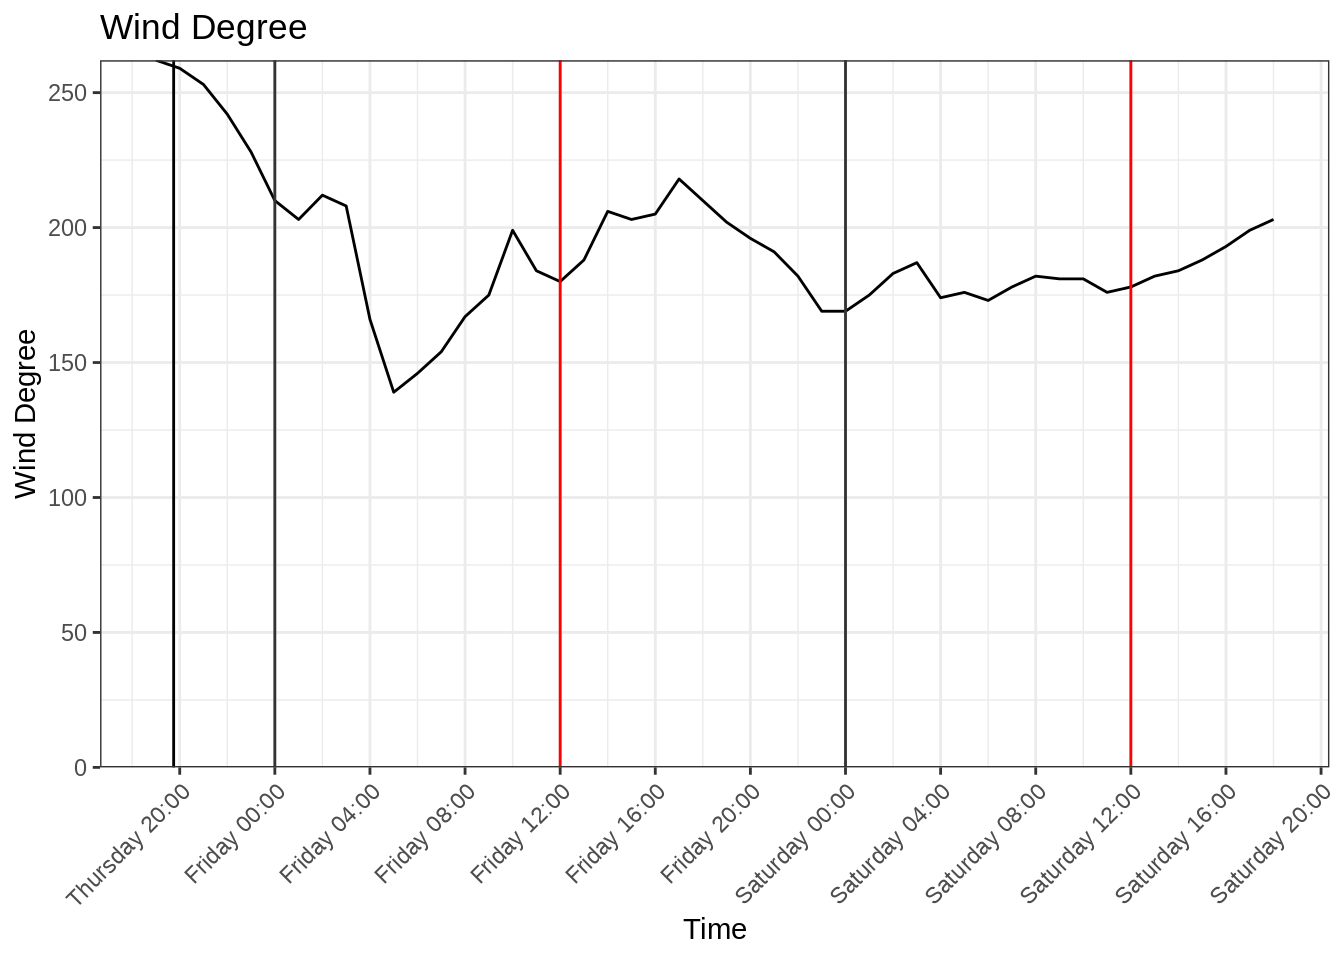 Wind Degree
Wind Degree
250
200
150
100
50
0
Thursday 20:00
Friday 00:00
Friday 04:00
Friday 08:00
Friday 12:00
Friday 16:00
Friday 20:00
Saturday 00:00
Saturday 04:00
Saturday 08:00
Saturday 12:00
Saturday 16:00
Saturday 20:00
Time